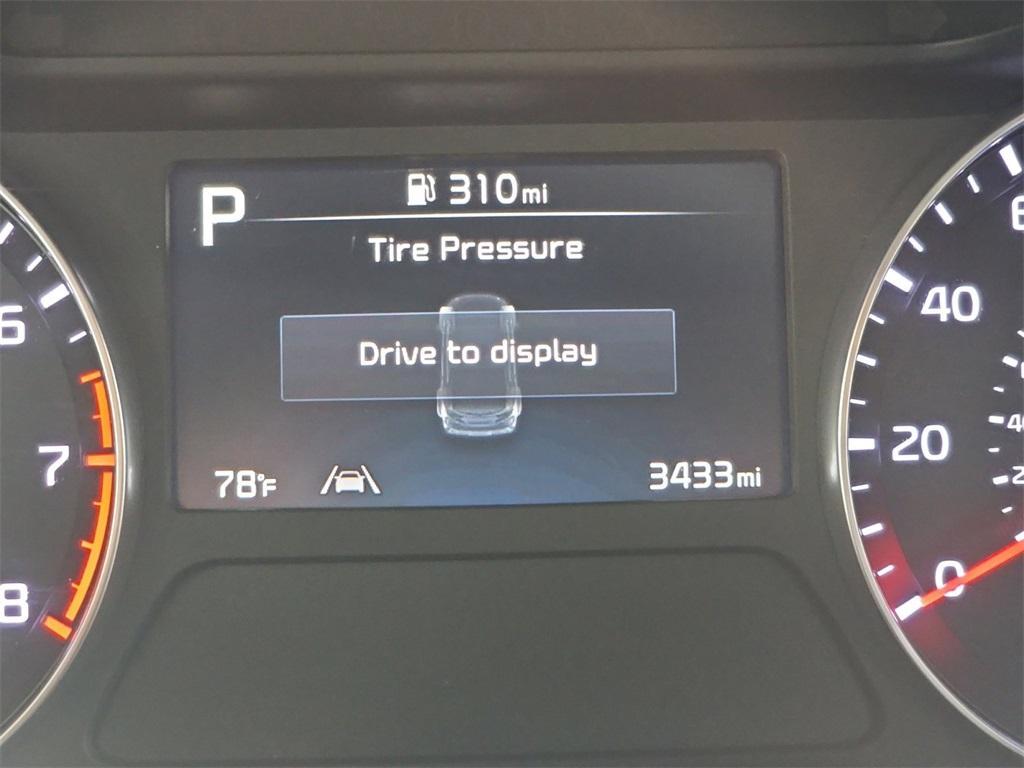 P
310mi
Tire Pressure
Drive to display
78°F
3433mi
6
7
8
40
20
0